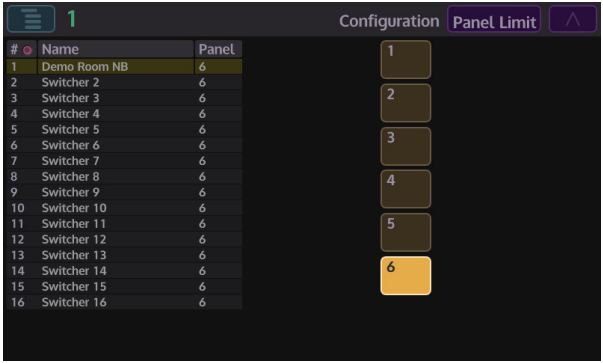 1 Configuration Panel Limit
# Name Panel
1 Demo Room NB 6
2 Switcher 2 6
3 Switcher 3 6
4 Switcher 4 6
5 Switcher 5 6
6 Switcher 6 6
7 Switcher 7 6
8 Switcher 8 6
9 Switcher 9 6
10 Switcher 10 6
11 Switcher 11 6
12 Switcher 12 6
13 Switcher 13 6
14 Switcher 14 6
15 Switcher 15 6
16 Switcher 16 6
1
2
3
4
5
6